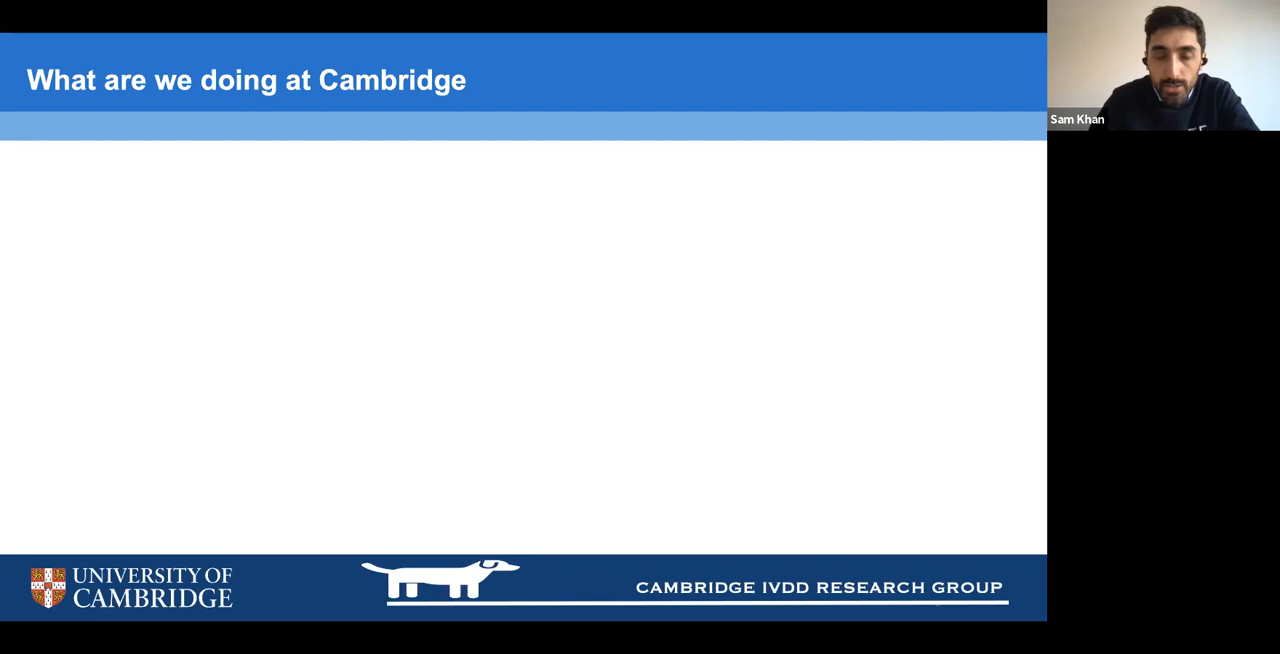 What are we doing at Cambridge
Sam Khan
UNIVERSITY OF
CAMBRIDGE
CAMBRIDGE IVDD RESEARCH GROUP